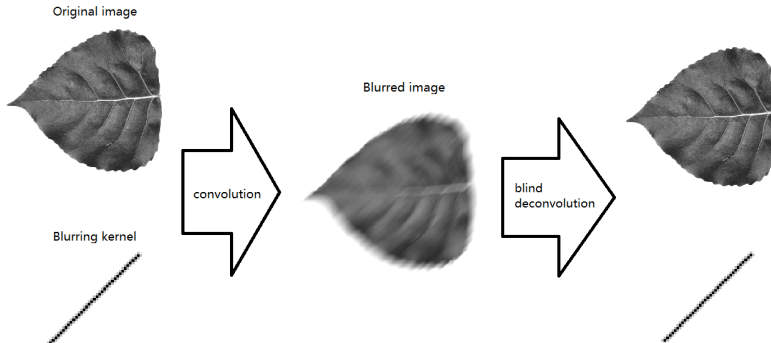 Original image
Blurred image
convolution
blind
deconvolution
Blurring kernel